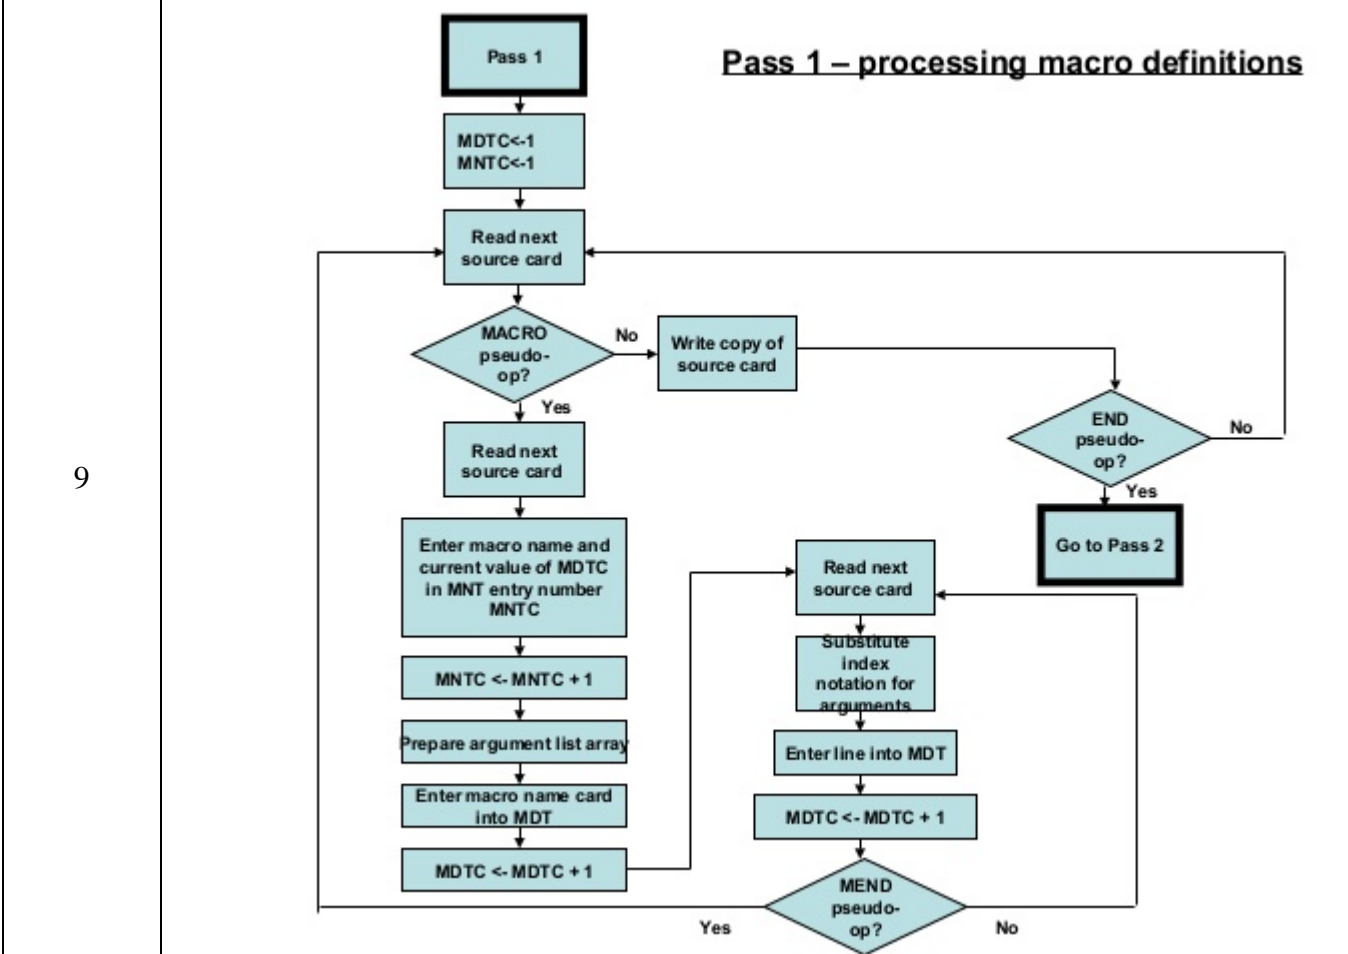 Pass 1
Pass 1 – processing macro definitions
MDTC<-1
MNTC<-1
Read next
source card
MACRO
pseudo-
op?
No
Write copy of
source card
Yes
END
pseudo-
op?
No
Yes
Go to Pass 2
9
Read next
source card
Enter macro name and
current value of MDTC
in MNT entry number
MNTC
MNTC <- MNTC + 1
Prepare argument list array
Enter macro name card
into MDT
MDTC <- MDTC + 1
Read next
source card
Substitute
index
notation for
arguments
Enter line into MDT
MDTC <- MDTC + 1
MEND
pseudo-
op?
Yes
No